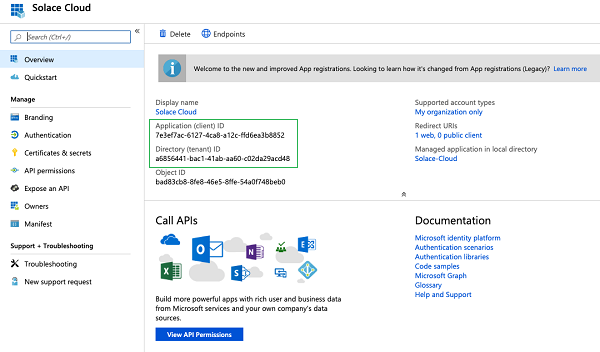 Solace Cloud
Search (Ctrl+/)
«
Overview
Quickstart
Manage
Branding
Authentication
Certificates & secrets
API permissions
Expose an API
Owners
Manifest
Support + Troubleshooting
Troubleshooting
New support request
Delete
Endpoints
Welcome to the new and improved App registrations. Looking to learn how it's changed from App registrations (Legacy)? Learn more
Display name
Solace Cloud
Application (client) ID
7e3ef7ac-6127-4ca8-a12c-ffd6ea3b8852
Directory (tenant) ID
a6856441-bac1-41ab-aa60-c02da29acd48
Object ID
bad83cb8-8fe8-46e5-8ffe-54a0f748beb0
Supported account types
My organization only
Redirect URIs
1 web, 0 public client
Managed application in local directory
Solace-Cloud
Call APIs
Build more powerful apps with rich user and business data
from Microsoft services and your own company's data
sources.
View API Permissions
Documentation
Microsoft identity platform
Authentication scenarios
Authentication libraries
Code samples
Microsoft Graph
Glossary
Help and Support